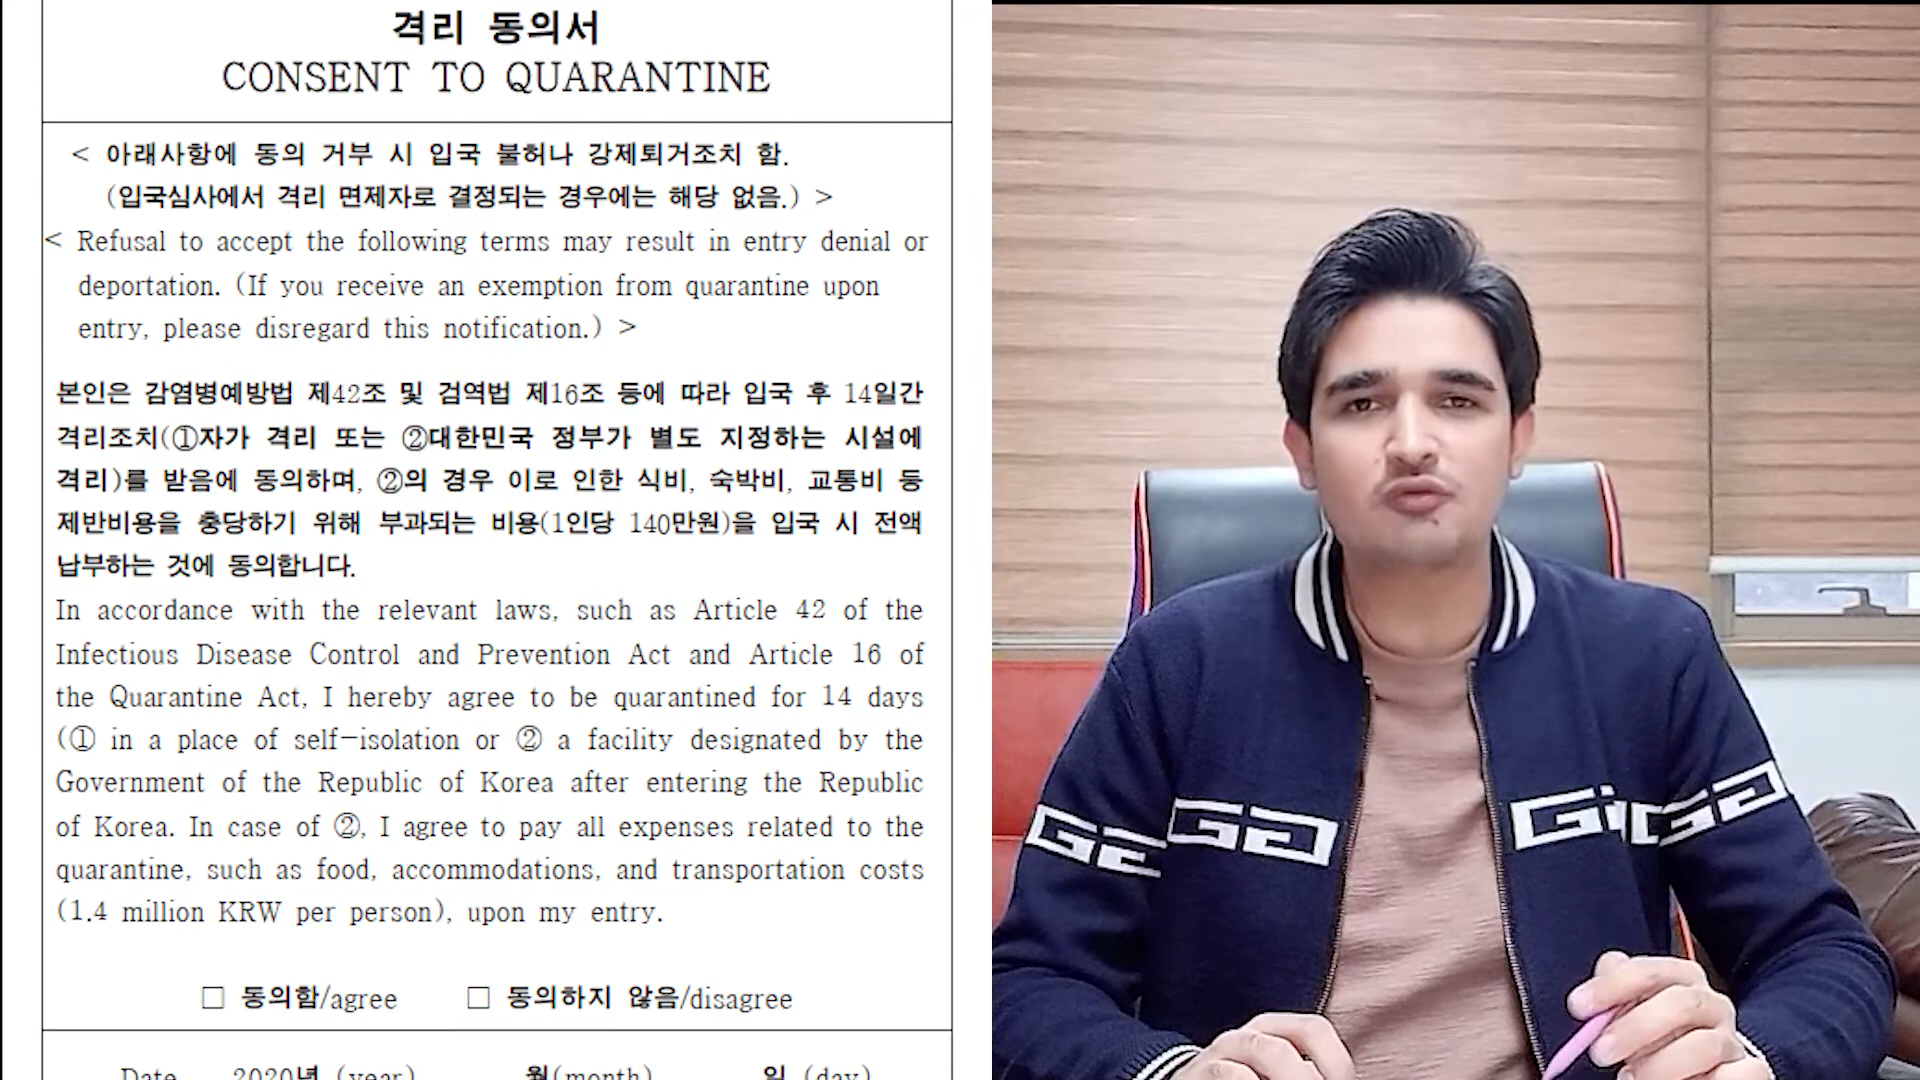 격리 동의서
CONSENT TO QUARANTINE
< 아래사항에 동의 거부 시 입국 불허나 강제퇴거조치 함.
(입국심사에서 격리 면제자로 결정되는 경우에는 해당 없음.) >
< Refusal to accept the following terms may result in entry denial or
deportation. (If you receive an exemption from quarantine upon
entry, please disregard this notification.) >
본인은 감염병예방법 제42조 및 검역법 제16조 등에 따라 입국 후 14일간
격리조치(①자가 격리 또는 ②대한민국 정부가 별도 지정하는 시설에
격리)를 받음에 동의하며, ②의 경우 이로 인한 식비, 숙박비, 교통비 등
제반비용을 충당하기 위해 부과되는 비용(1인당 140만원)을 입국 시 전액
납부하는 것에 동의합니다.
In accordance with the relevant laws, such as Article 42 of the
Infectious Disease Control and Prevention Act and Article 16 of
the Quarantine Act, I hereby agree to be quarantined for 14 days
(① in a place of self-isolation or ② a facility designated by the
Government of the Republic of Korea after entering the Republic
of Korea. In case of ②, I agree to pay all expenses related to the
quarantine, such as food, accommodations, and transportation costs
(1.4 million KRW per person), upon my entry.
□ 동의함/agree □ 동의하지 않음/disagree
Date 2020년 (year) 월(month) 일 (day)